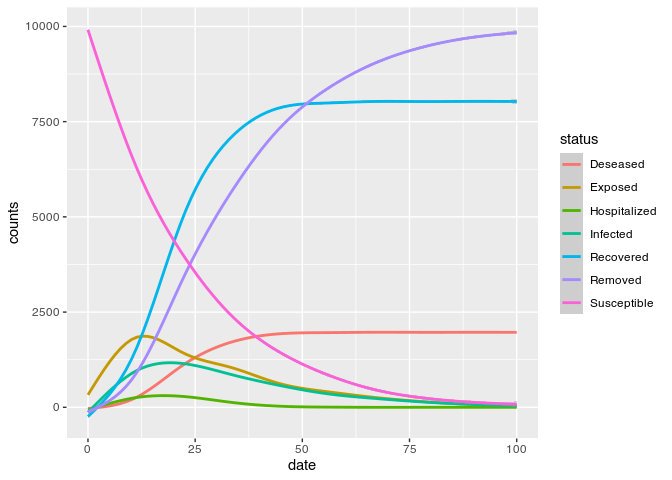 counts
10000
7500
5000
2500
0
0
25
50
75
100
date
status
Deseased
Exposed
Hospitalized
Infected
Recovered
Removed
Susceptible